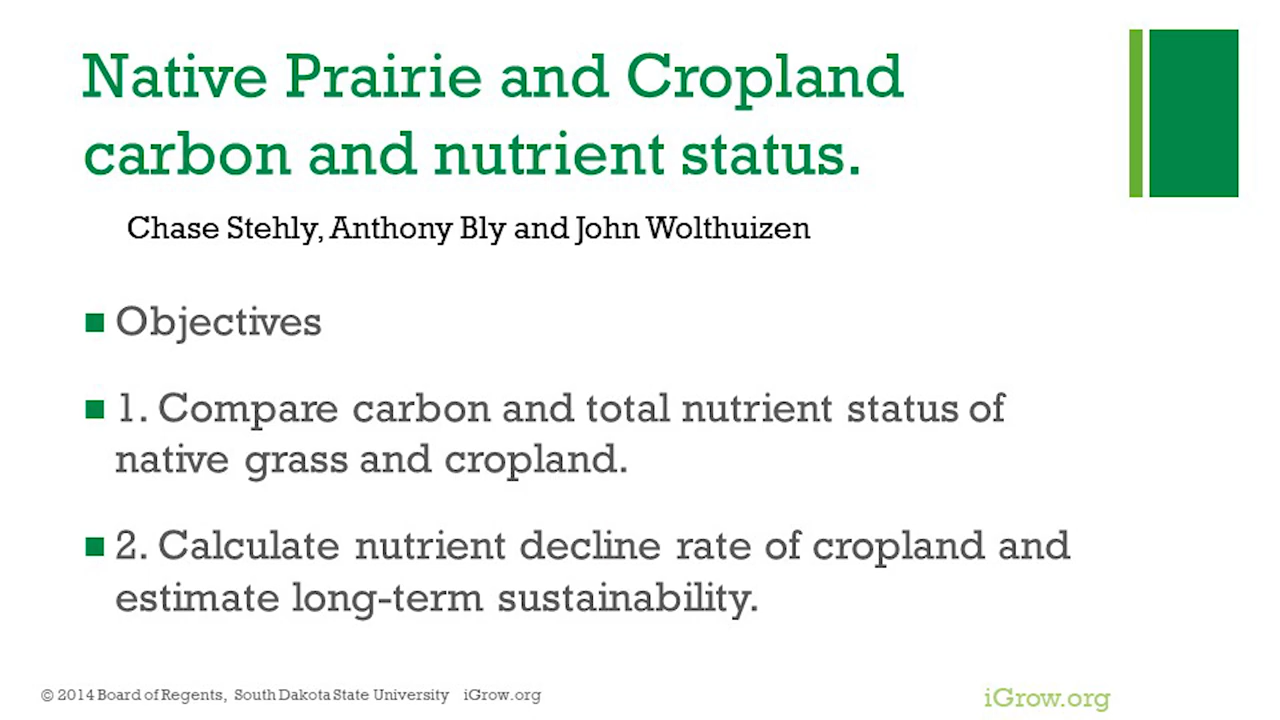 Native Prairie and Cropland
carbon and nutrient status.
Chase Stehly, Anthony Bly and John Wolthuizen
Objectives
1. Compare carbon and total nutrient status of
native grass and cropland.
2. Calculate nutrient decline rate of cropland and
estimate long-term sustainability.
© 2014 Board of Regents, South Dakota State University iGrow.org
iGrow.org